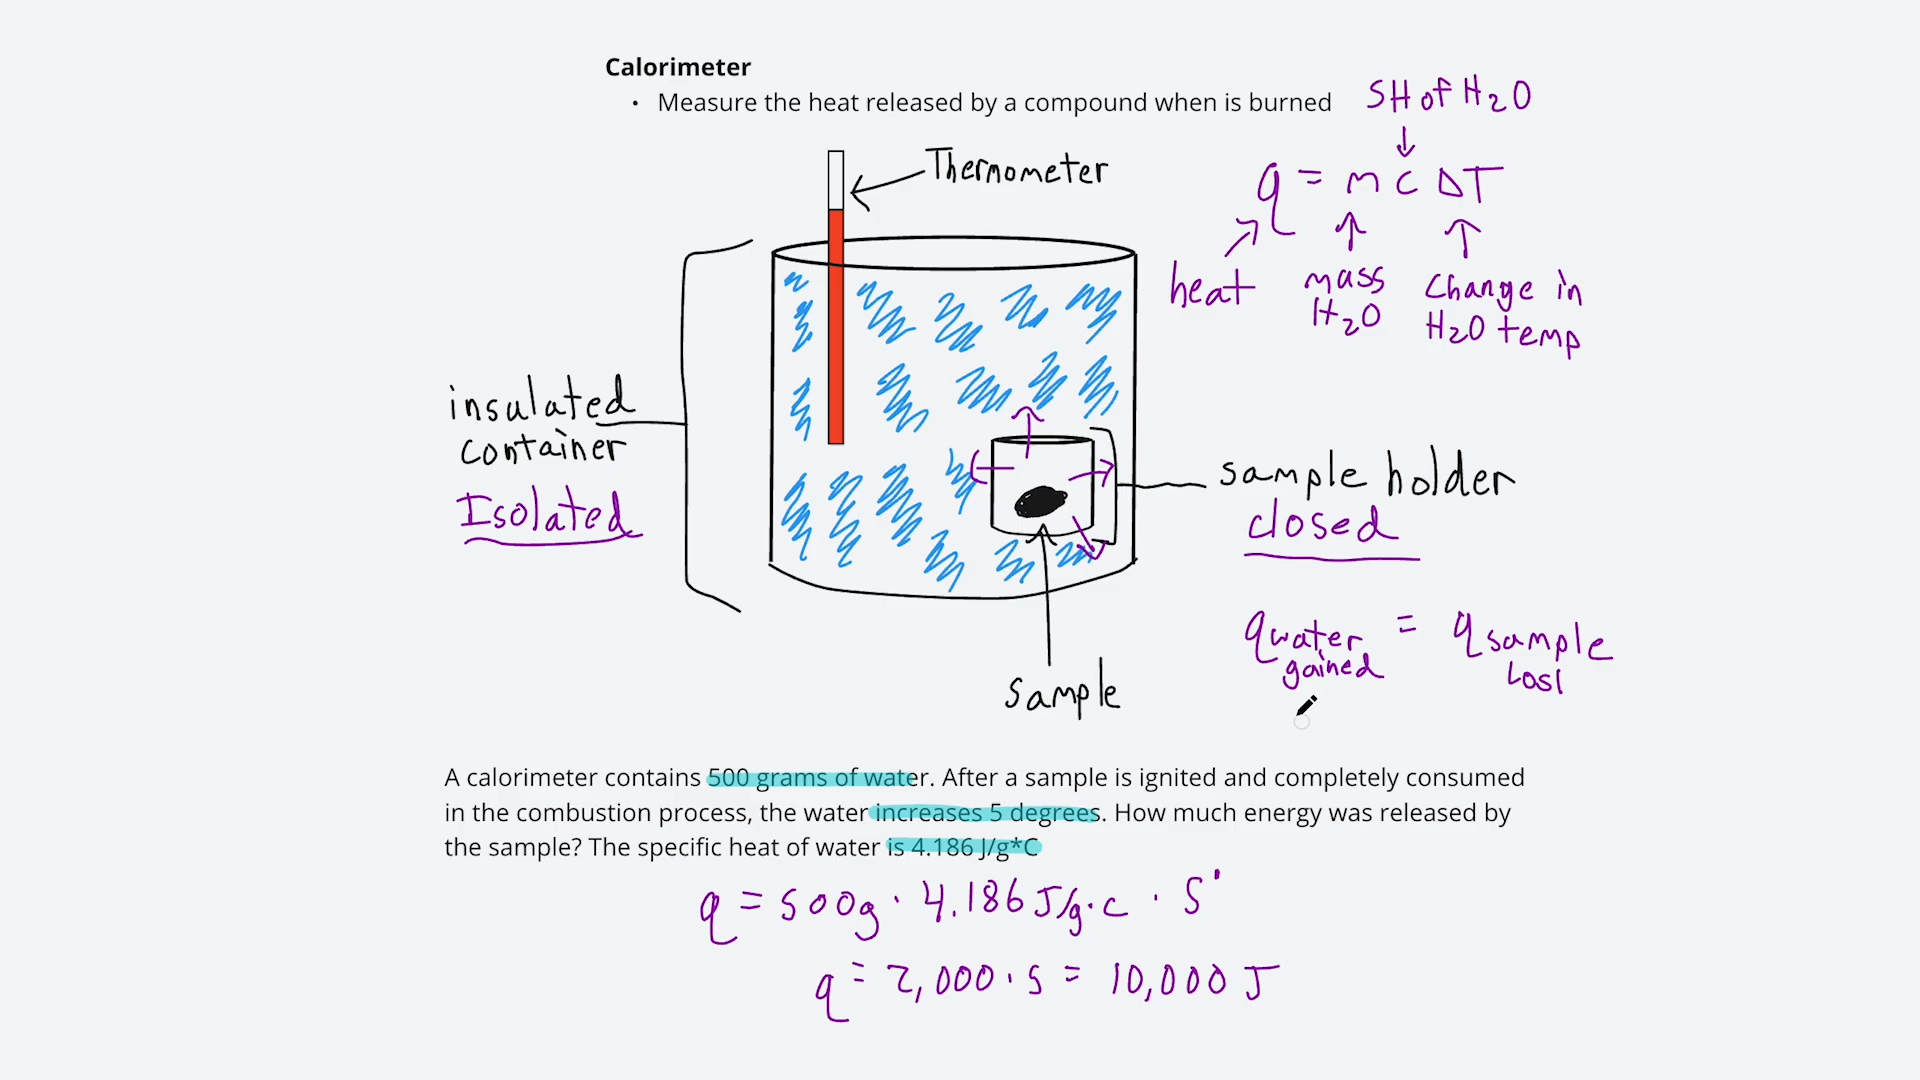 Calorimeter
• Measure the heat released by a compound when is burned
SH of H2O
Thermometer
q = m c ΔT
heat
mass
H2O
change in
H2O temp
insulated
container
Isolated
sample holder
closed
qwater = qsample
gained Lost
sample
A calorimeter contains 500 grams of water. After a sample is ignited and completely consumed
in the combustion process, the water increases 5 degrees. How much energy was released by
the sample? The specific heat of water is 4.186 J/g*C
q = 500g · 4.186 J/g·c · 5°
q = 2,000 · 5 = 10,000 J